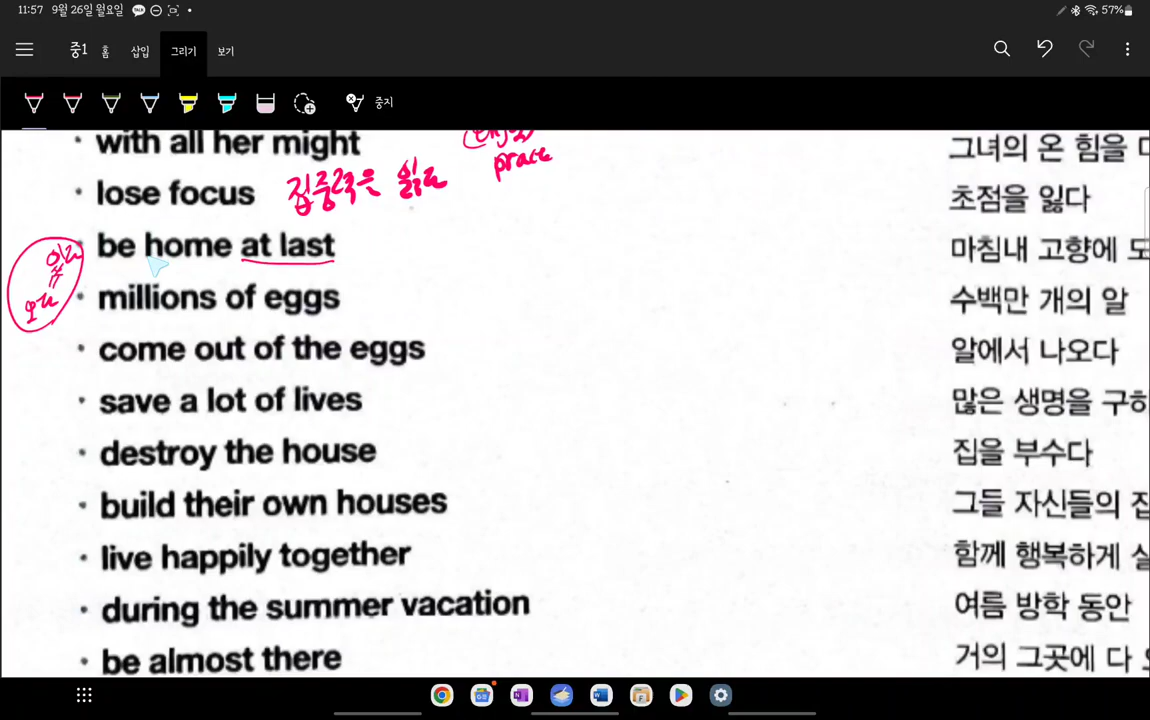 11:57 9월 26일 월요일 57%
중1 홈 삽입 그리기 보기
중지
· with all her might 그녀의 온 힘을
place
· lose focus 집중력을 잃다 초점을 잃다
· be home at last 마침내 고향에 도
있다
오다
· millions of eggs 수백만 개의 알
· come out of the eggs 알에서 나오다
· save a lot of lives 많은 생명을 구하
· destroy the house 집을 부수다
· build their own houses 그들 자신들의 집
· live happily together 함께 행복하게 살
· during the summer vacation 여름 방학 동안
· be almost there 거의 그곳에 다